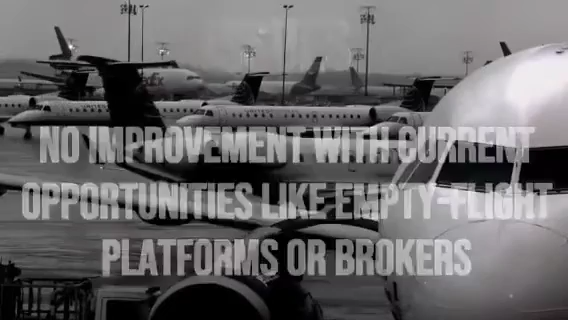 NO IMPROVEMENT WITH CURRENT
OPPORTUNITIES LIKE EMPTY-FLIGHT
PLATFORMS OR BROKERS